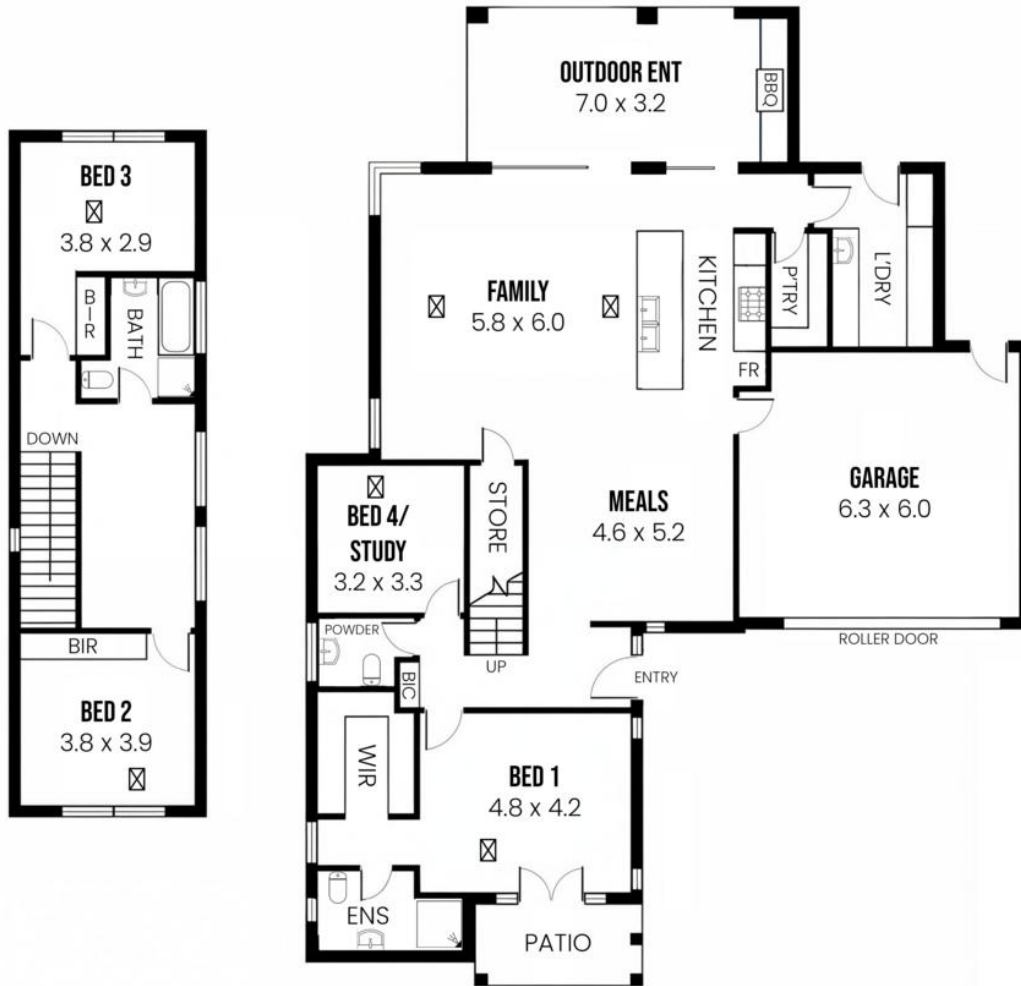 OUTDOOR ENT
7.0 x 3.2
BBQ
BED 3
3.8 x 2.9
B-I-R
BATH
DOWN
BIR
BED 2
3.8 x 3.9
FAMILY
5.8 x 6.0
KITCHEN
P'TRY
L'DRY
FR
GARAGE
6.3 x 6.0
ROLLER DOOR
MEALS
4.6 x 5.2
STORE
BED 4/
STUDY
3.2 x 3.3
POWDER
BIC
UP
ENTRY
WIR
BED 1
4.8 x 4.2
ENS
PATIO